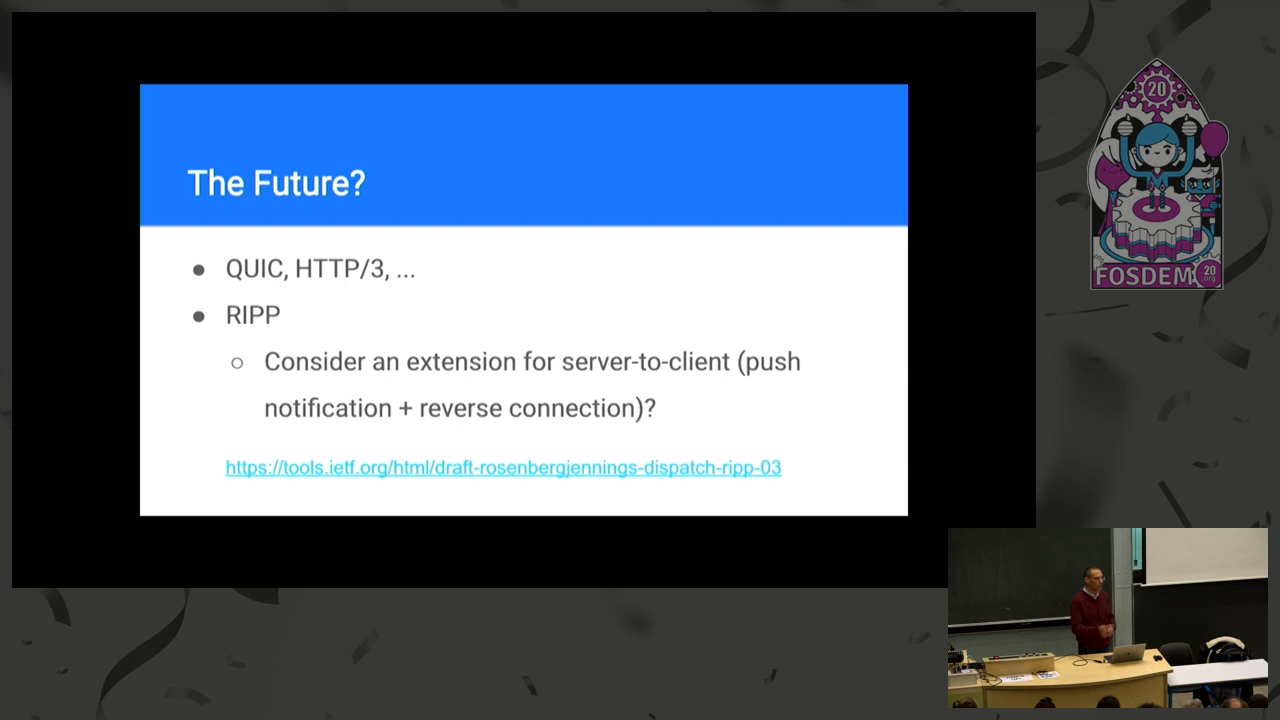 The Future?
● QUIC, HTTP/3, ...
● RIPP
○ Consider an extension for server-to-client (push
notification + reverse connection)?
https://tools.ietf.org/html/draft-rosenbergjennings-dispatch-ripp-03
20
FOSDEM
20
.org